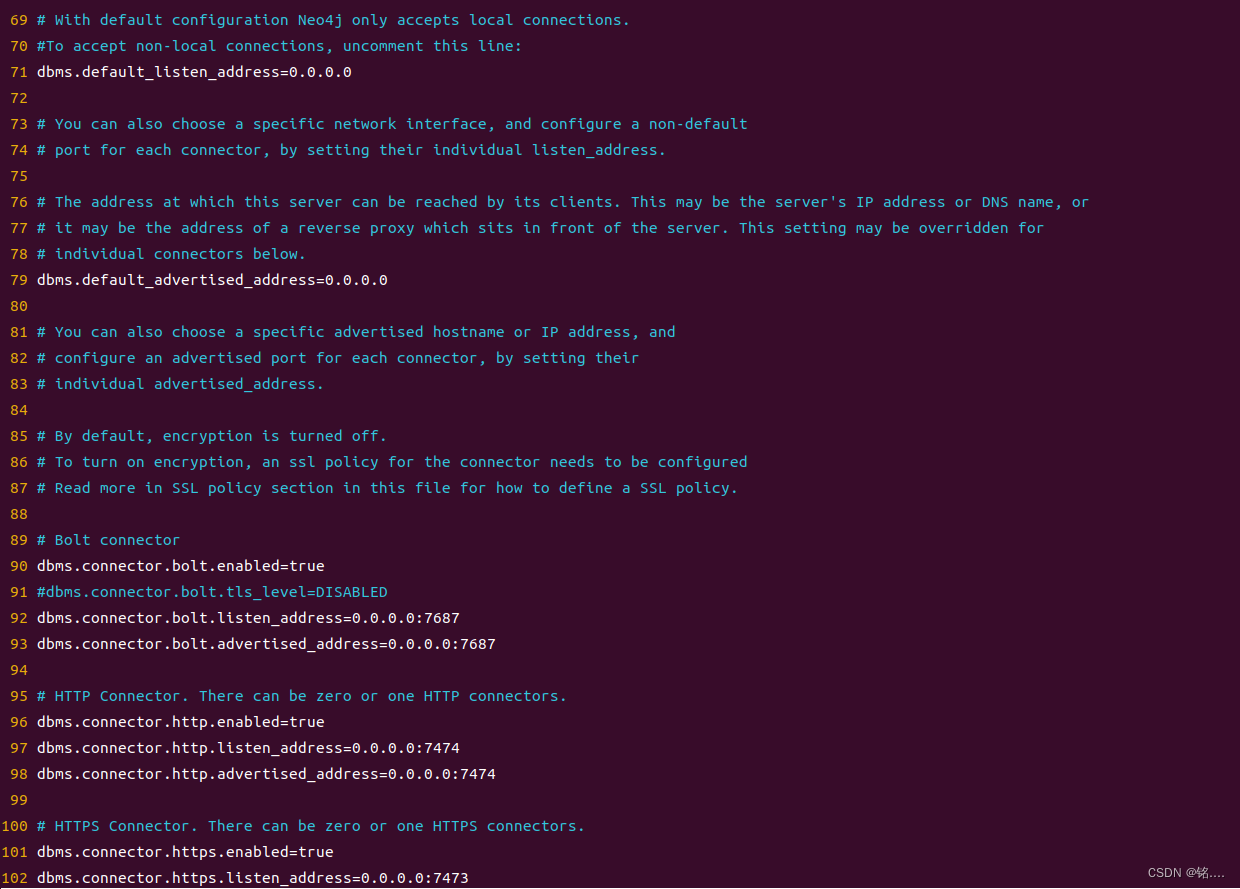 69 # With default configuration Neo4j only accepts local connections.
70 #To accept non-local connections, uncomment this line:
71 dbms.default_listen_address=0.0.0.0
72
73 # You can also choose a specific network interface, and configure a non-default
74 # port for each connector, by setting their individual listen_address.
75
76 # The address at which this server can be reached by its clients. This may be the server's IP address or DNS name, or
77 # it may be the address of a reverse proxy which sits in front of the server. This setting may be overridden for
78 # individual connectors below.
79 dbms.default_advertised_address=0.0.0.0
80
81 # You can also choose a specific advertised hostname or IP address, and
82 # configure an advertised port for each connector, by setting their
83 # individual advertised_address.
84
85 # By default, encryption is turned off.
86 # To turn on encryption, an ssl policy for the connector needs to be configured
87 # Read more in SSL policy section in this file for how to define a SSL policy.
88
89 # Bolt connector
90 dbms.connector.bolt.enabled=true
91 #dbms.connector.bolt.tls_level=DISABLED
92 dbms.connector.bolt.listen_address=0.0.0.0:7687
93 dbms.connector.bolt.advertised_address=0.0.0.0:7687
94
95 # HTTP Connector. There can be zero or one HTTP connectors.
96 dbms.connector.http.enabled=true
97 dbms.connector.http.listen_address=0.0.0.0:7474
98 dbms.connector.http.advertised_address=0.0.0.0:7474
99
100 # HTTPS Connector. There can be zero or one HTTPS connectors.
101 dbms.connector.https.enabled=true
102 dbms.connector.https.listen_address=0.0.0.0:7473
CSDN @铭....